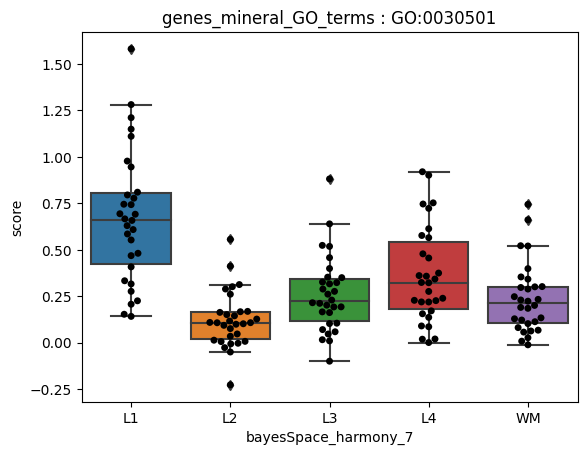 genes_mineral_GO_terms : GO:0030501
1.50
1.25
1.00
0.75
0.50
0.25
0.00
−0.25
score
L1 L2 L3 L4 WM
bayesSpace_harmony_7